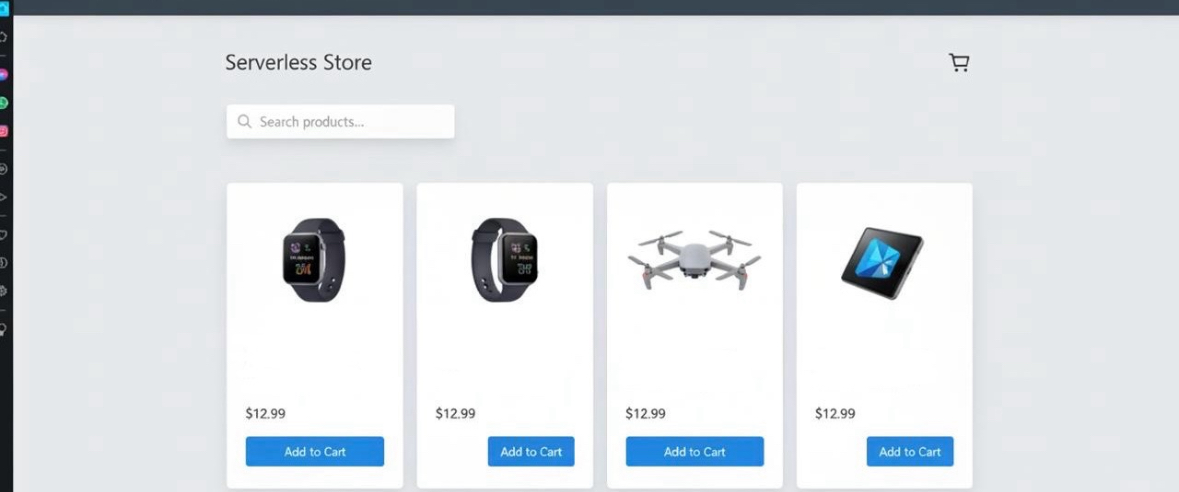 Serverless Store
Search products...
$12.99
$12.99
$12.99
$12.99
Add to Cart
Add to Cart
Add to Cart
Add to Cart